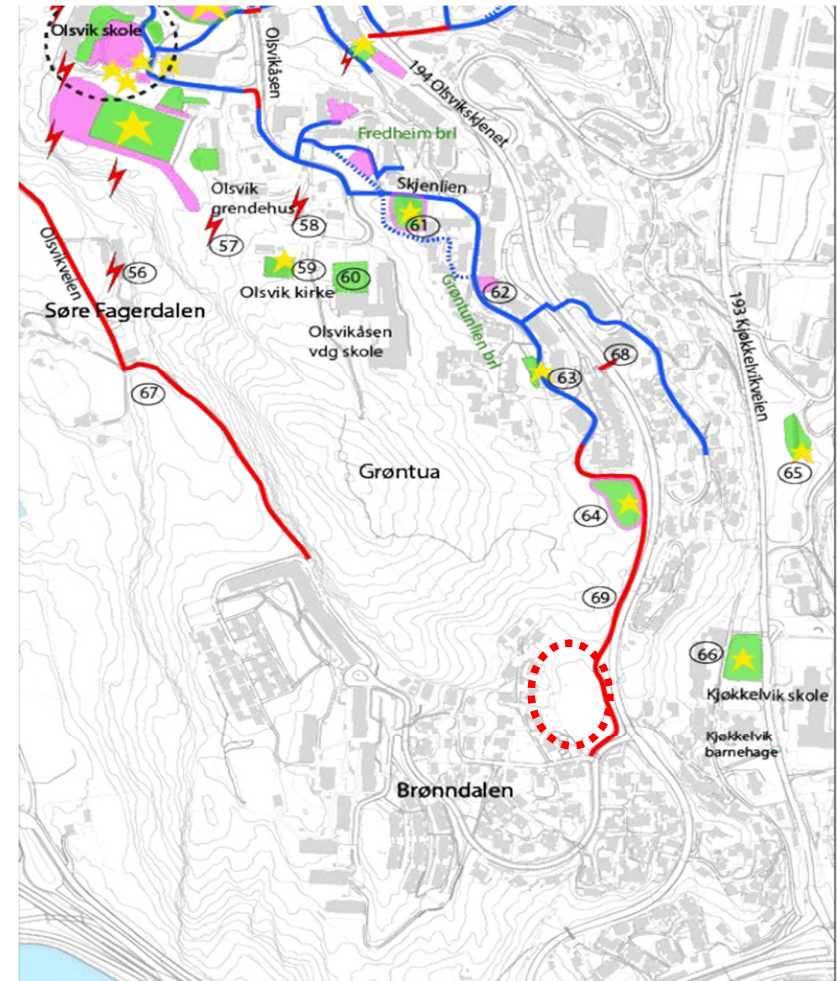 Olsvik skole
Olsvikåsen
194 Olsvikskjenet
Fredheim brl
Skjenlien
Olsvik
grendehus
58
57
61
Olsvikveien
56
59
Olsvik kirke
60
62
Grøntunlien brl
193 Kjøkkelvikveien
Søre Fagerdalen
Olsvikåsen
vdg skole
68
63
67
Grøntua
65
64
69
66
Kjøkkelvik skole
Kjøkkelvik
barnehage
Brønndalen